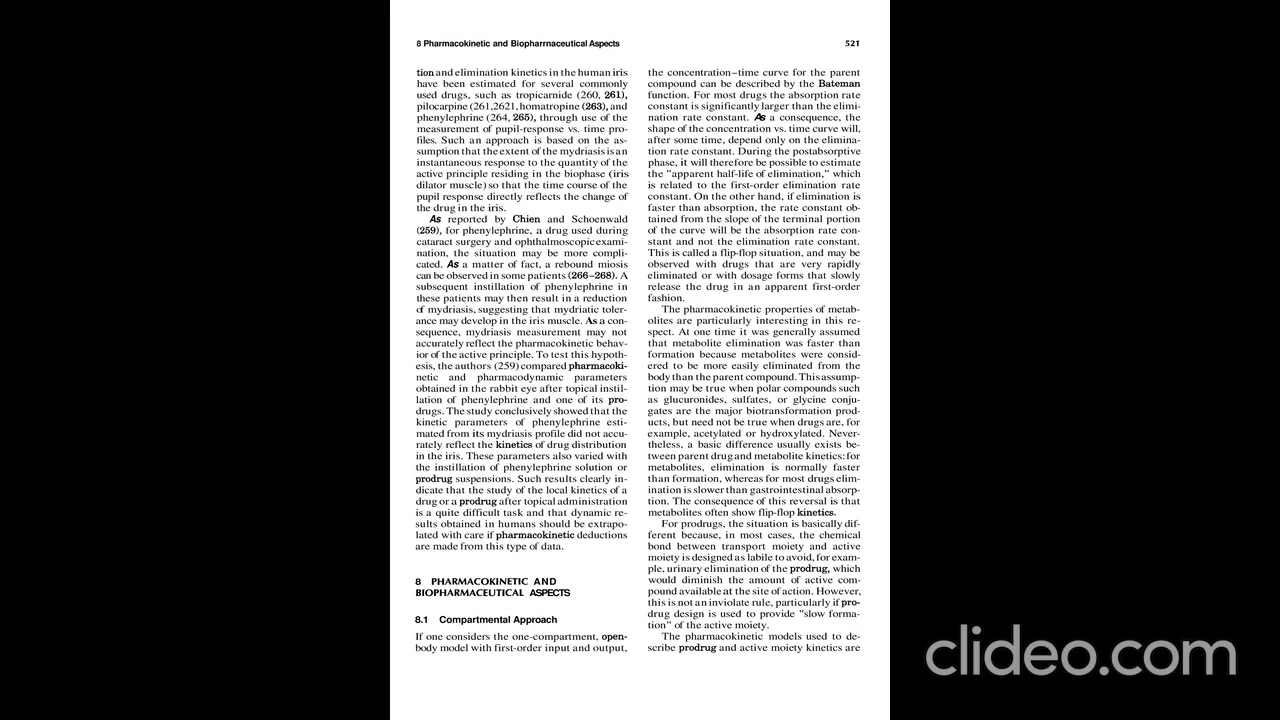 8 Pharmacokinetic and Biopharrnaceutical Aspects
521
tion and elimination kinetics in the human iris
have been estimated for several commonly
used drugs, such as tropicarnide (260, 261),
pilocarpine (261,2621, homatropine (263), and
phenylephrine (264, 265), through use of the
measurement of pupil-response vs. time pro-
files. Such an approach is based on the as-
sumption that the extent of the mydriasis is an
instantaneous response to the quantity of the
active principle residing in the biophase (iris
dilator muscle) so that the time course of the
pupil response directly reflects the change of
the drug in the iris.
As reported by Chien and Schoenwald
(259), for phenylephrine, a drug used during
cataract surgery and ophthalmoscopic exami-
nation, the situation may be more compli-
cated. As a matter of fact, a rebound miosis
can be observed in some patients (266–268). A
subsequent instillation of phenylephrine in
these patients may then result in a reduction
of mydriasis, suggesting that mydriatic toler-
ance may develop in the iris muscle. As a con-
sequence, mydriasis measurement may not
accurately reflect the pharmacokinetic behav-
ior of the active principle. To test this hypoth-
esis, the authors (259) compared pharmacoki-
netic and pharmacodynamic parameters
obtained in the rabbit eye after topical instil-
lation of phenylephrine and one of its pro-
drugs. The study conclusively showed that the
kinetic parameters of phenylephrine esti-
mated from its mydriasis profile did not accu-
rately reflect the kinetics of drug distribution
in the iris. These parameters also varied with
the instillation of phenylephrine solution or
prodrug suspensions. Such results clearly in-
dicate that the study of the local kinetics of a
drug or a prodrug after topical administration
is a quite difficult task and that dynamic re-
sults obtained in humans should be extrapo-
lated with care if pharmacokinetic deductions
are made from this type of data.
8 PHARMACOKINETIC AND
BIOPHARMACEUTICAL ASPECTS
8.1 Compartmental Approach
If one considers the one-compartment, open-
body model with first-order input and output,
the concentration–time curve for the parent
compound can be described by the Bateman
function. For most drugs the absorption rate
constant is significantly larger than the elimi-
nation rate constant. As a consequence, the
shape of the concentration vs. time curve will,
after some time, depend only on the elimina-
tion rate constant. During the postabsorptive
phase, it will therefore be possible to estimate
the "apparent half-life of elimination," which
is related to the first-order elimination rate
constant. On the other hand, if elimination is
faster than absorption, the rate constant ob-
tained from the slope of the terminal portion
of the curve will be the absorption rate con-
stant and not the elimination rate constant.
This is called a flip-flop situation, and may be
observed with drugs that are very rapidly
eliminated or with dosage forms that slowly
release the drug in an apparent first-order
fashion.
The pharmacokinetic properties of metab-
olites are particularly interesting in this re-
spect. At one time it was generally assumed
that metabolite elimination was faster than
formation because metabolites were consid-
ered to be more easily eliminated from the
body than the parent compound. This assump-
tion may be true when polar compounds such
as glucuronides, sulfates, or glycine conju-
gates are the major biotransformation prod-
ucts, but need not be true when drugs are, for
example, acetylated or hydroxylated. Never-
theless, a basic difference usually exists be-
tween parent drug and metabolite kinetics: for
metabolites, elimination is normally faster
than formation, whereas for most drugs elim-
ination is slower than gastrointestinal absorp-
tion. The consequence of this reversal is that
metabolites often show flip-flop kinetics.
For prodrugs, the situation is basically dif-
ferent because, in most cases, the chemical
bond between transport moiety and active
moiety is designed as labile to avoid, for exam-
ple, urinary elimination of the prodrug, which
would diminish the amount of active com-
pound available at the site of action. However,
this is not an inviolate rule, particularly if pro-
drug design is used to provide "slow forma-
tion" of the active moiety.
The pharmacokinetic models used to de-
scribe prodrug and active moiety kinetics are
clideo.com